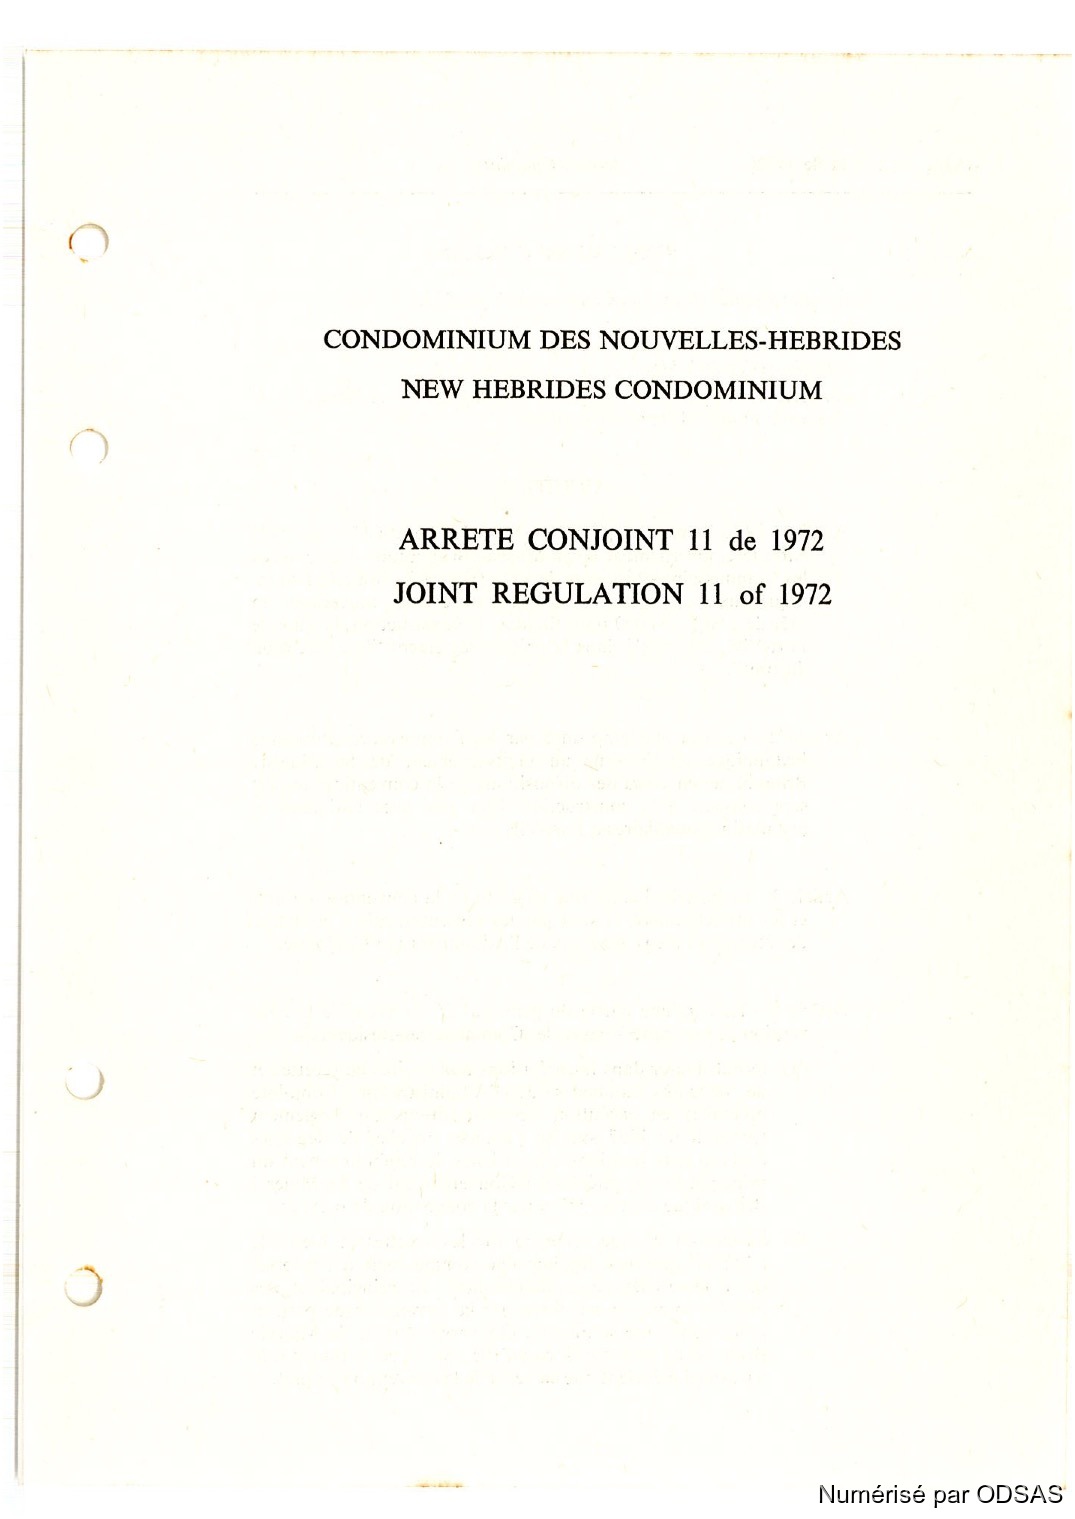 CONDOMINIUM DES NOUVELLES-HEBRIDES
NEW HEBRIDES CONDOMINIUM
ARRETE CONJOINT 11 de 1972
JOINT REGULATION 11 of 1972
Numérisé par ODSAS